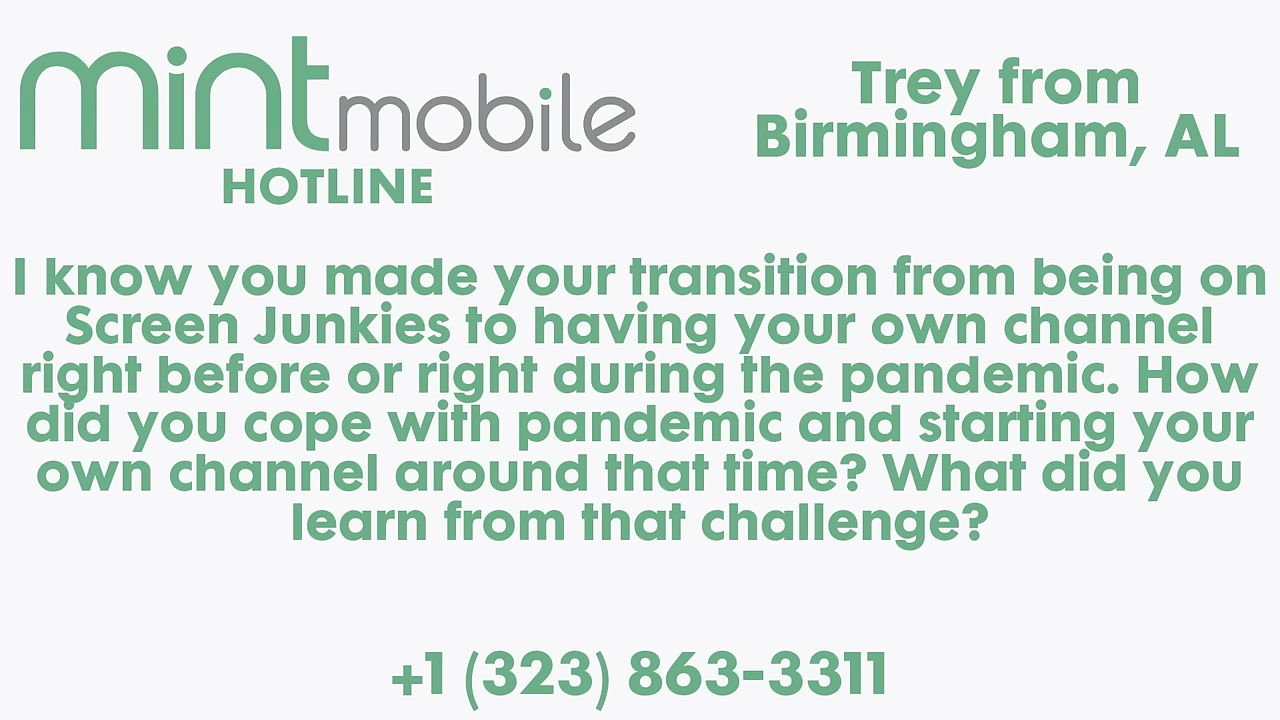 mint mobile
HOTLINE
Trey from
Birmingham, AL
I know you made your transition from being on
Screen Junkies to having your own channel
right before or right during the pandemic. How
did you cope with pandemic and starting your
own channel around that time? What did you
learn from that challenge?
+1 (323) 863-3311